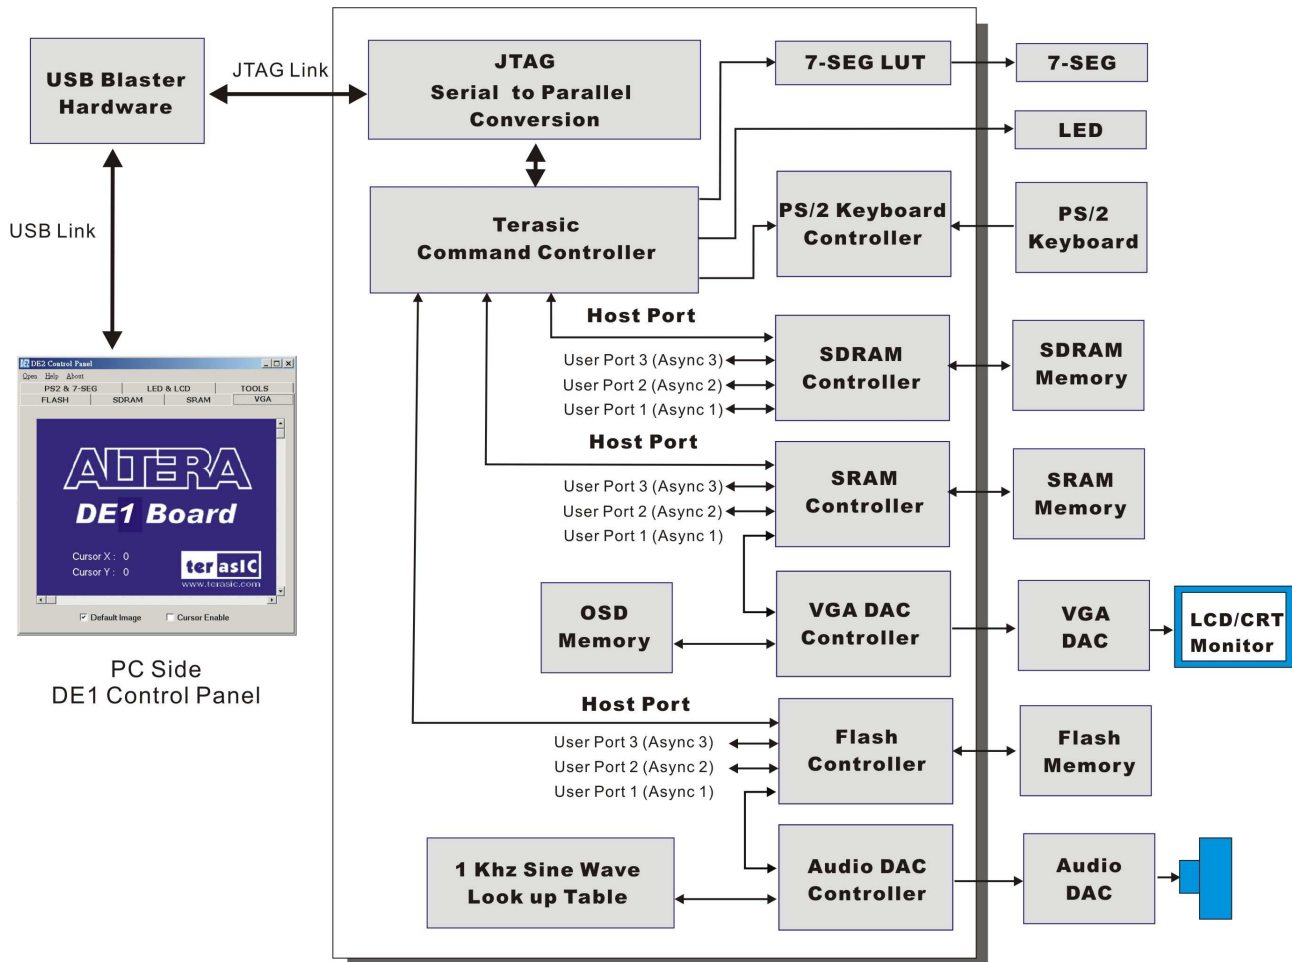 USB Blaster
Hardware
JTAG Link
USB Link
JTAG
Serial to Parallel
Conversion
Terasic
Command Controller
7-SEG LUT
7-SEG
LED
PS/2 Keyboard
Controller
PS/2
Keyboard
Host Port
User Port 3 (Async 3)
User Port 2 (Async 2)
User Port 1 (Async 1)
SDRAM
Controller
SDRAM
Memory
Host Port
User Port 3 (Async 3)
User Port 2 (Async 2)
User Port 1 (Async 1)
SRAM
Controller
SRAM
Memory
OSD
Memory
VGA DAC
Controller
VGA
DAC
LCD/CRT
Monitor
Host Port
User Port 3 (Async 3)
User Port 2 (Async 2)
User Port 1 (Async 1)
Flash
Controller
Flash
Memory
1 Khz Sine Wave
Look up Table
Audio DAC
Controller
Audio
DAC
DE2 Control Panel
Open Help About
PS2 & 7-SEG LED & LCD TOOLS
FLASH SDRAM SRAM VGA
ALTERA
DE1 Board
Cursor X : 0
Cursor Y : 0
terasIC
www.terasic.com
Default Image Cursor Enable
PC Side
DE1 Control Panel